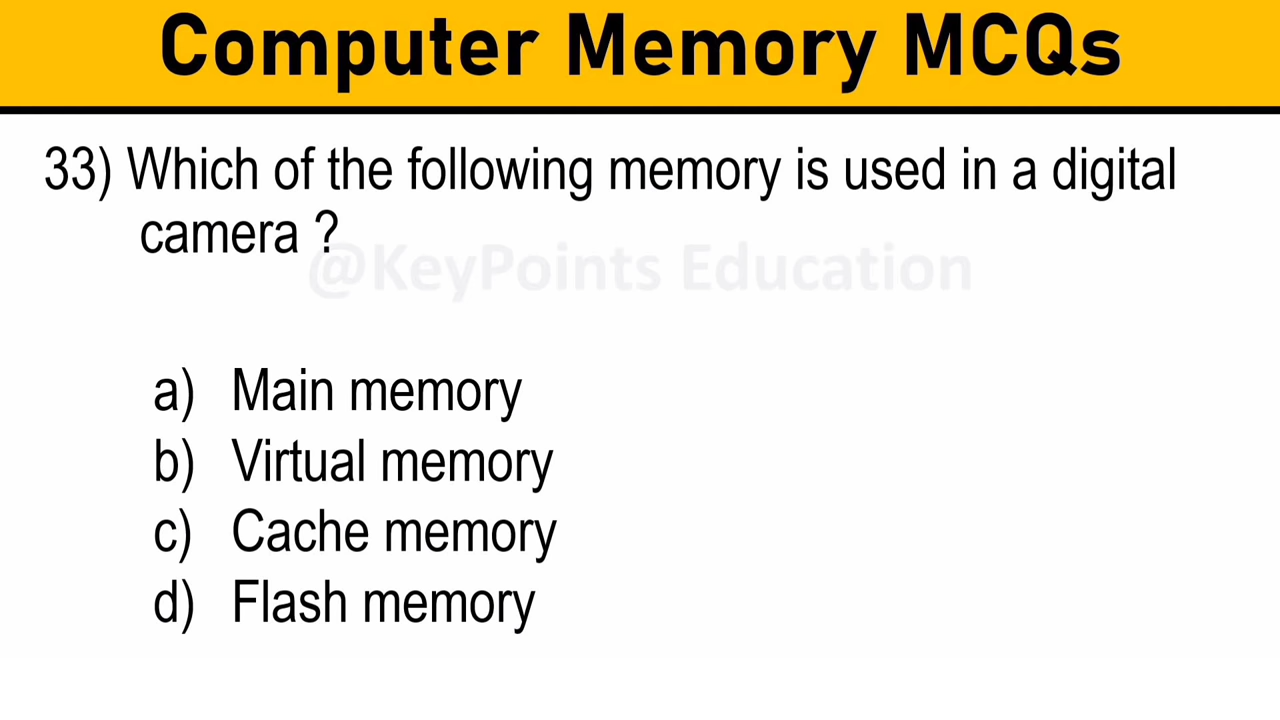 Computer Memory MCQs
33) Which of the following memory is used in a digital
camera ?
@KeyPoints Education
a) Main memory
b) Virtual memory
c) Cache memory
d) Flash memory